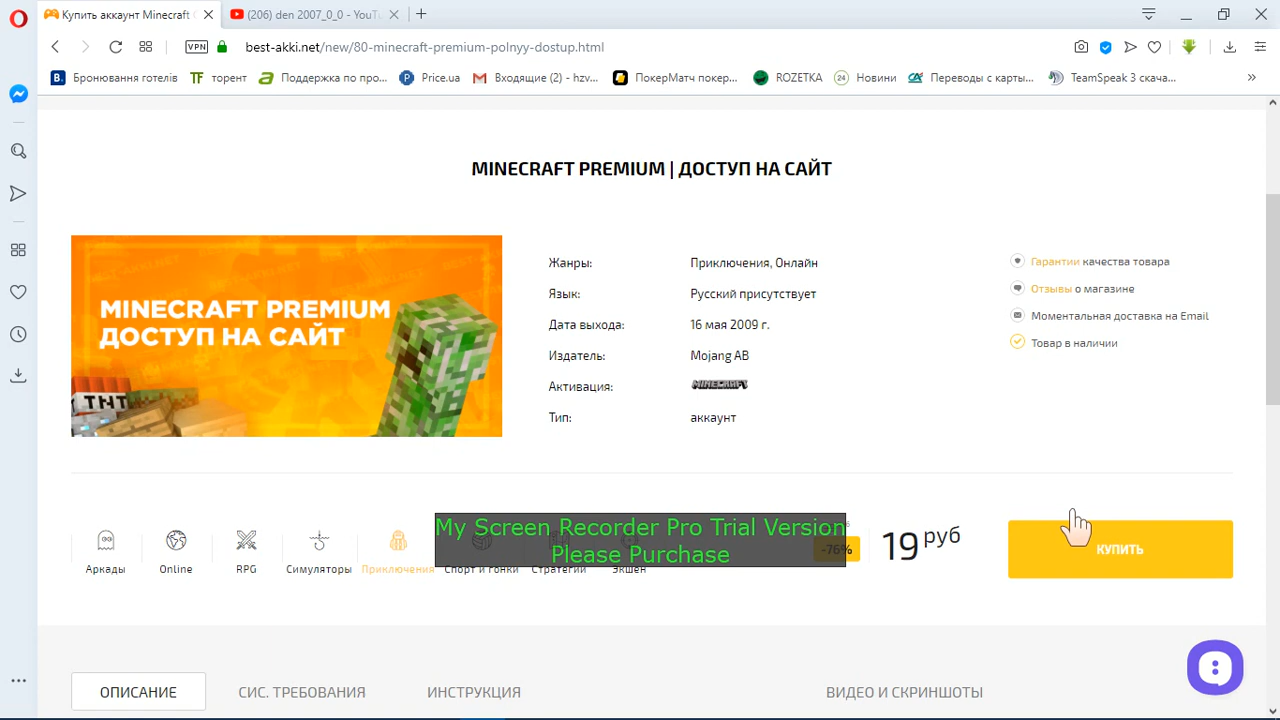 Купить аккаунт Minecraft
(206) den 2007_0_0 - YouTu
VPN
best-akki.net/new/80-minecraft-premium-polnyy-dostup.html
B. Бронювання готелів
TF торент
Поддержка по про...
Price.ua
Входящие (2) - hzv...
ПокерМатч покер...
ROZETKA
24 Новини
Переводы с карты...
TeamSpeak 3 скача...
MINECRAFT PREMIUM | ДОСТУП НА САЙТ
MINECRAFT PREMIUM
ДОСТУП НА САЙТ
TNT
Жанры: Приключения, Онлайн
Язык: Русский присутствует
Дата выхода: 16 мая 2009 г.
Издатель: Mojang AB
Активация: MINECRAFT
Тип: аккаунт
Гарантии качества товара
Отзывы о магазине
Моментальная доставка на Email
Товар в наличии
My Screen Recorder Pro Trial Version
Please Purchase
Аркады
Online
RPG
Симуляторы
Приключения
Спорт и гонки
Стратегии
Экшен
-76%
19 руб
КУПИТЬ
ОПИСАНИЕ
СИС. ТРЕБОВАНИЯ
ИНСТРУКЦИЯ
ВИДЕО И СКРИНШОТЫ